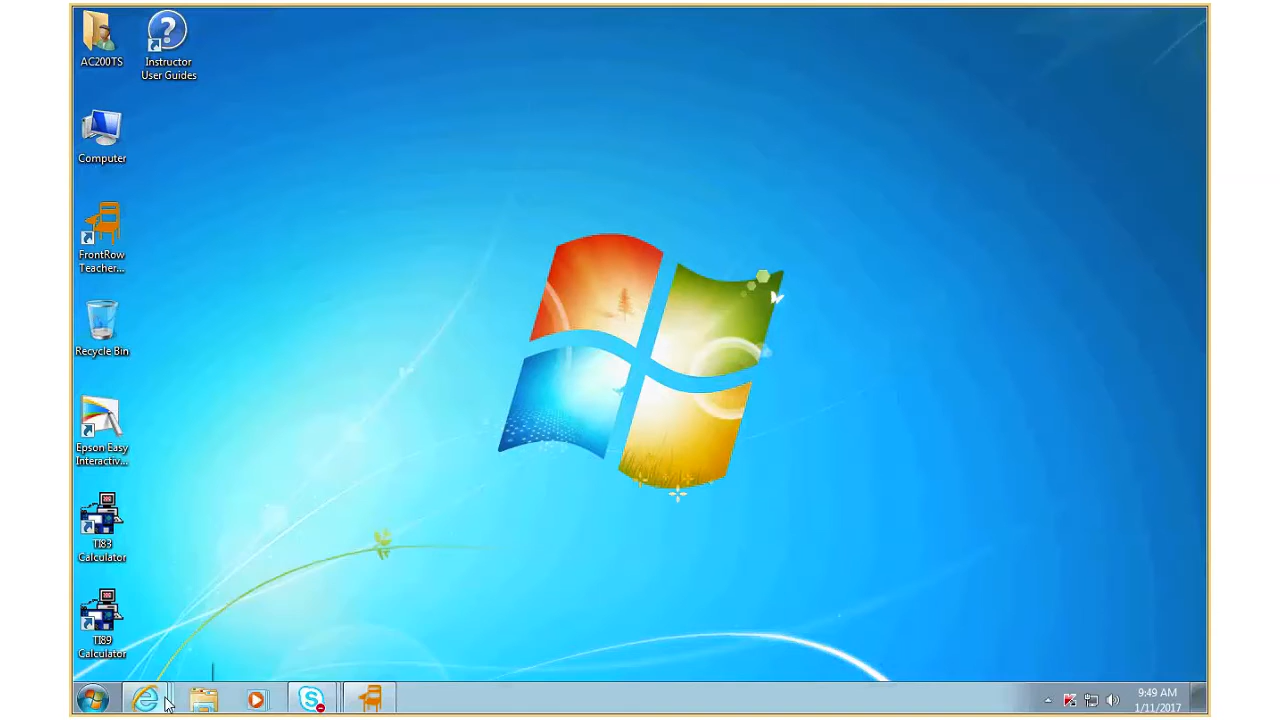 AC200TS
Instructor
User Guides
Computer
FrontRow
Teacher...
Recycle Bin
Epson Easy
Interactiv...
TI83
Calculator
TI89
Calculator
9:49 AM
1/11/2017